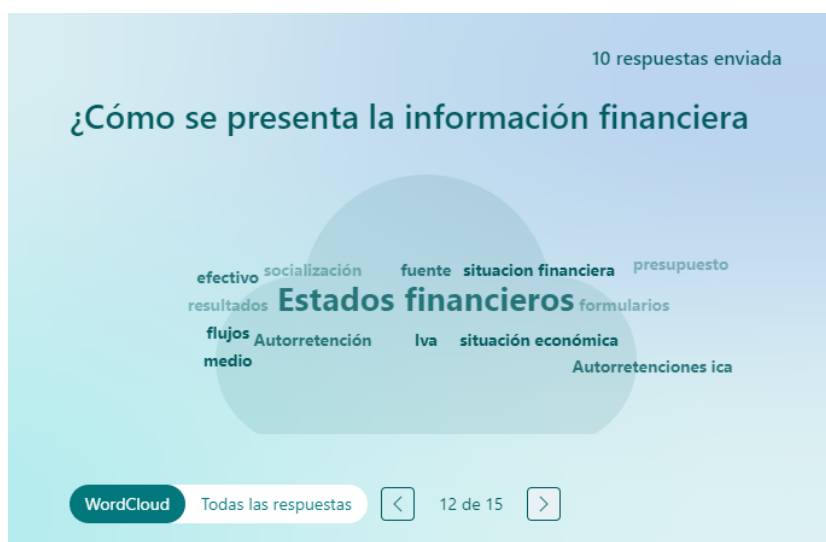 10 respuestas enviada
¿Cómo se presenta la información financiera
efectivo socialización fuente situacion financiera presupuesto
resultados Estados financieros formularios
flujos Autorretención Iva situación económica
medio Autorretenciones ica
WordCloud Todas las respuestas < 12 de 15 >